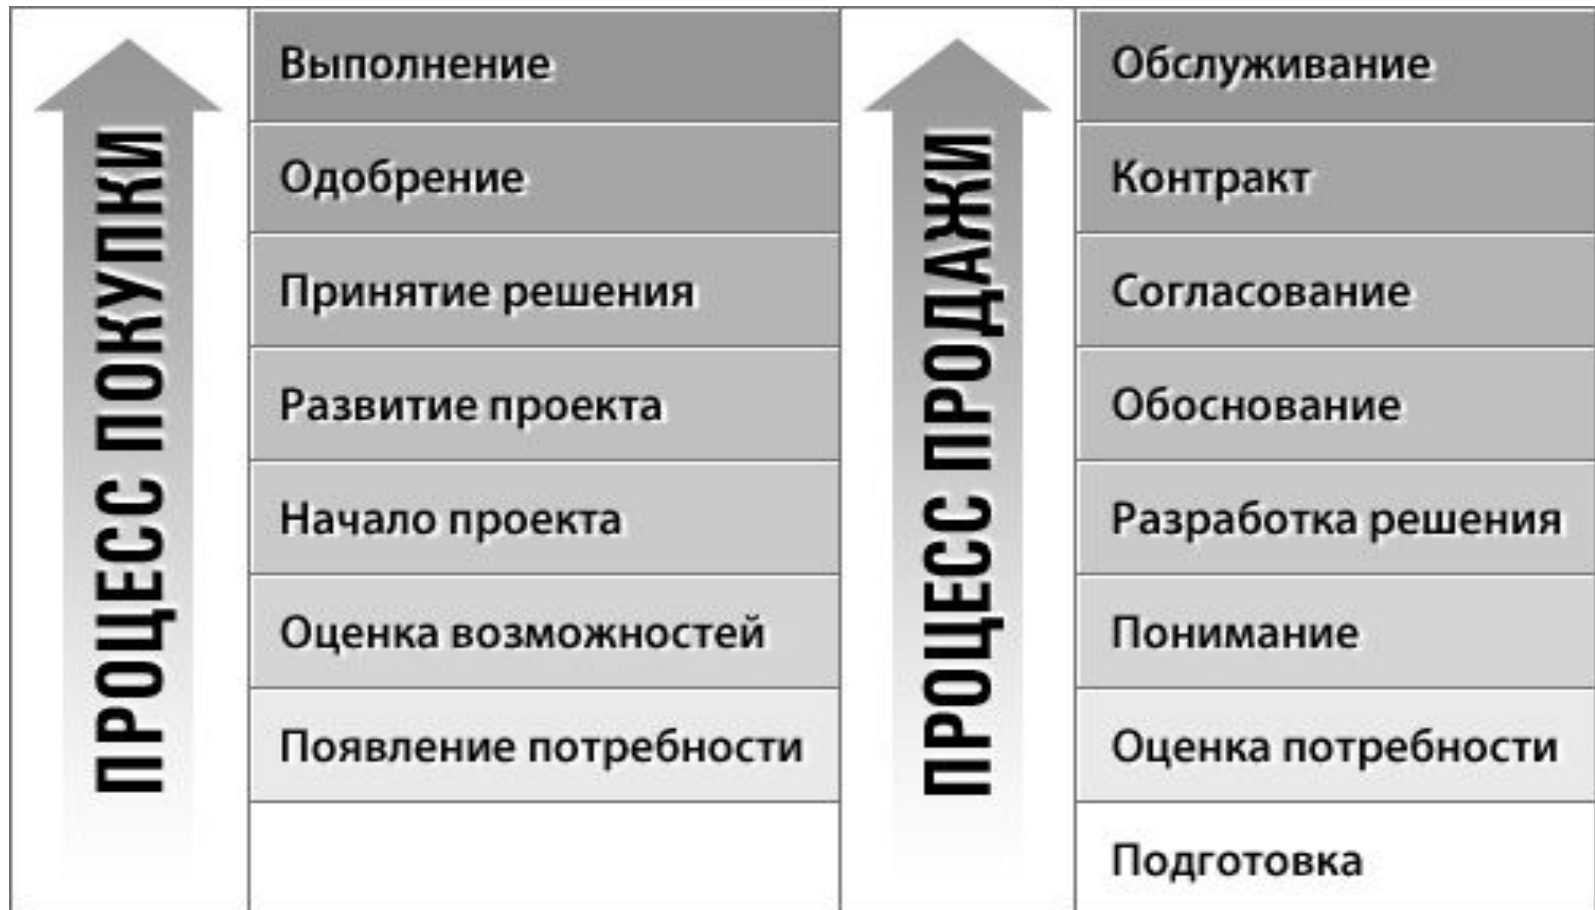 ПРОЦЕСС ПОКУПКИ
Выполнение
Одобрение
Принятие решения
Развитие проекта
Начало проекта
Оценка возможностей
Появление потребности
ПРОЦЕСС ПРОДАЖИ
Обслуживание
Контракт
Согласование
Обоснование
Разработка решения
Понимание
Оценка потребности
Подготовка